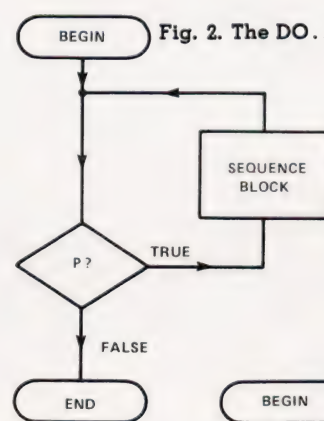 BEGIN
Fig. 2. The DO.
SEQUENCE
BLOCK
P?
TRUE
FALSE
END
BEGIN